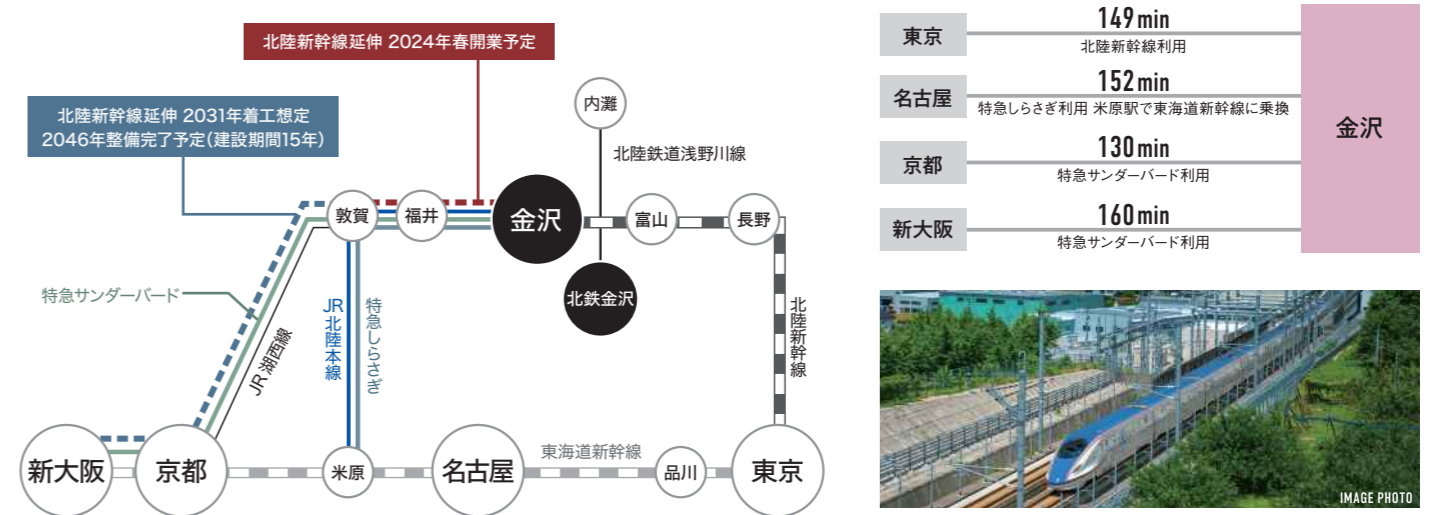 北陸新幹線延伸 2024年春開業予定
北陸新幹線延伸 2031年着工想定
2046年整備完了予定(建設期間15年)
内灘
北陸鉄道浅野川線
敦賀
福井
金沢
富山
長野
北鉄金沢
特急サンダーバード
JR湖西線
JR北陸本線
特急しらさぎ
北陸新幹線
新大阪
京都
米原
名古屋
東海道新幹線
品川
東京
東京
149min
北陸新幹線利用
名古屋
152min
特急しらさぎ利用 米原駅で東海道新幹線に乗換
京都
130min
特急サンダーバード利用
新大阪
160min
特急サンダーバード利用
金沢
IMAGE PHOTO